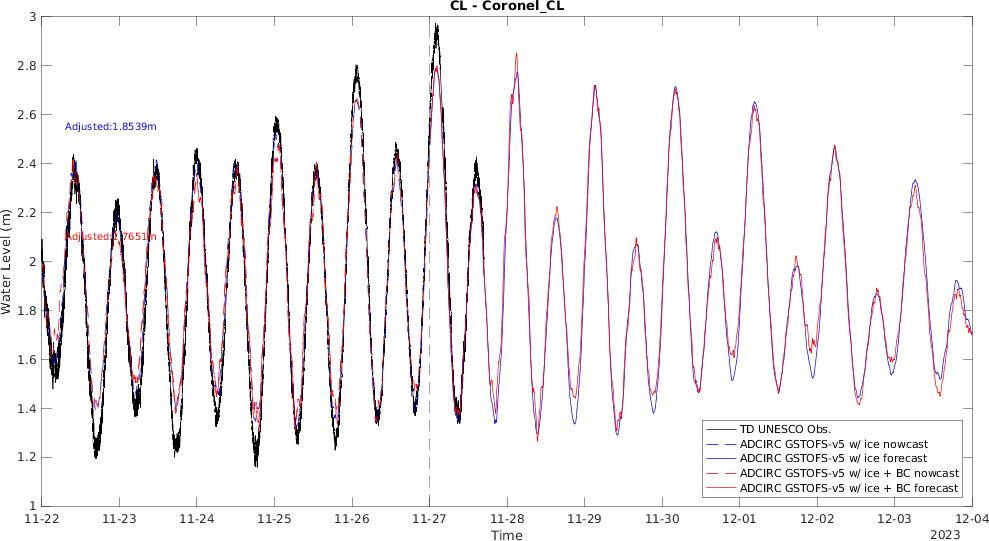 CL - Coronel_CL
3
2.8
2.6
2.4
2.2
2
1.8
1.6
1.4
1.2
1
Water Level (m)
Adjusted:1.8539m
Adjusted:1.7651m
TD UNESCO Obs.
ADCIRC GSTOFS-v5 w/ ice nowcast
ADCIRC GSTOFS-v5 w/ ice forecast
ADCIRC GSTOFS-v5 w/ ice + BC nowcast
ADCIRC GSTOFS-v5 w/ ice + BC forecast
11-22 11-23 11-24 11-25 11-26 11-27 11-28 11-29 11-30 12-01 12-02 12-03 12-04
Time
2023